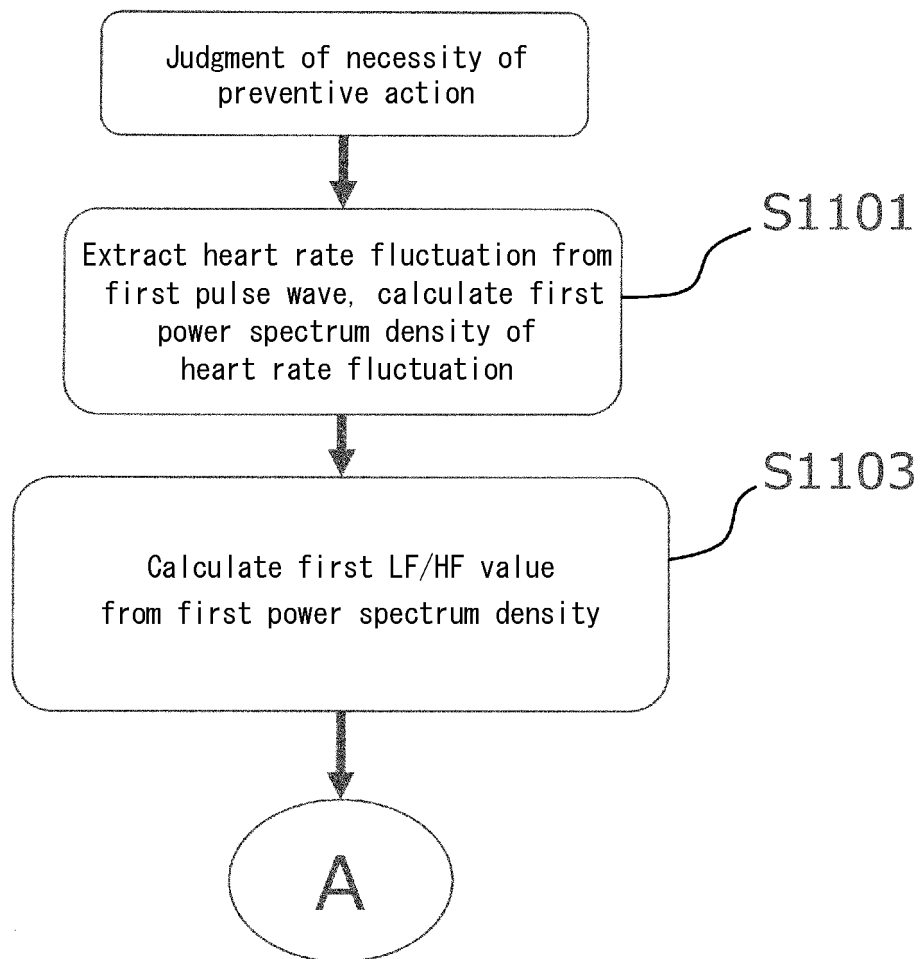 Judgment of necessity of
preventive action
S1101
Extract heart rate fluctuation from
first pulse wave, calculate first
power spectrum density of
heart rate fluctuation
S1103
Calculate first LF/HF value
from first power spectrum density
A